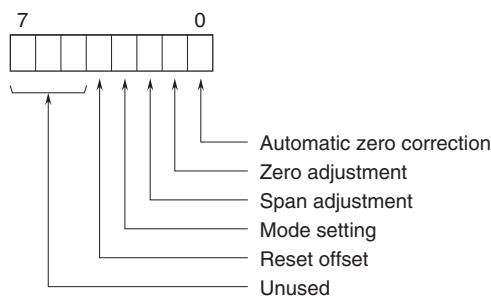 7 0
Automatic zero correction
Zero adjustment
Span adjustment
Mode setting
Reset offset
Unused